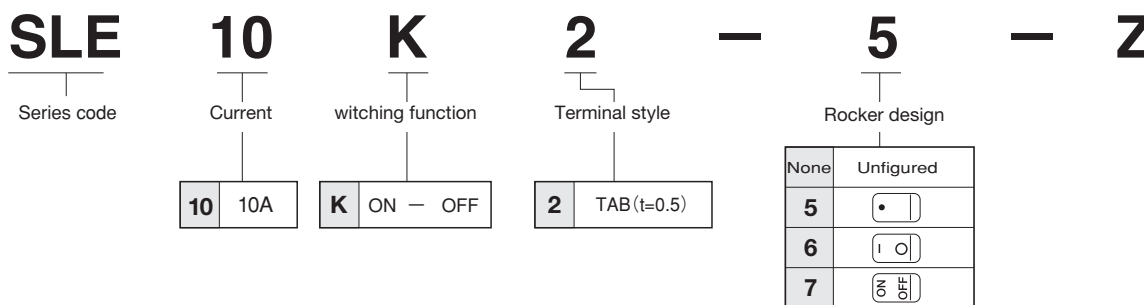 SLE 10 K 2 — 5 — Z
Series code Current witching function Terminal style Rocker design
10 10A K ON — OFF 2 TAB(t=0.5)
None Unfigured
5
6 I O
7 ON OFF